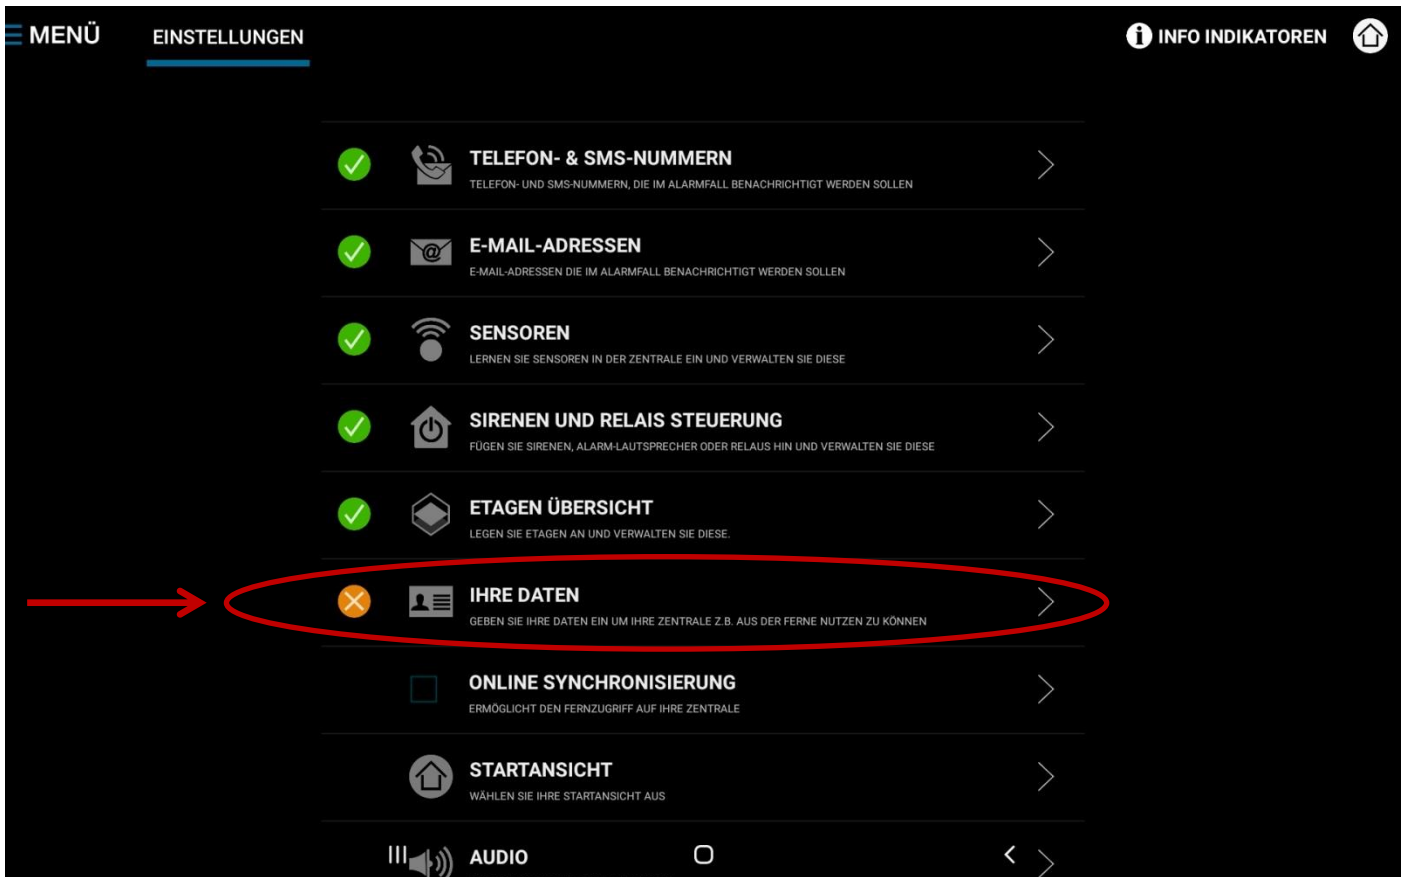 MENÜ
EINSTELLUNGEN
INFO INDIKATOREN
TELEFON- & SMS-NUMMERN
TELEFON- UND SMS-NUMMERN, DIE IM ALARMFALL BENACHRICHTIGT WERDEN SOLLEN
E-MAIL-ADRESSEN
E-MAIL-ADRESSEN DIE IM ALARMFALL BENACHRICHTIGT WERDEN SOLLEN
SENSOREN
LERNEN SIE SENSOREN IN DER ZENTRALE EIN UND VERWALTEN SIE DIESE
SIRENEN UND RELAIS STEUERUNG
FÜGEN SIE SIRENEN, ALARM-LAUTSPRECHER ODER RELAUS HIN UND VERWALTEN SIE DIESE
ETAGEN ÜBERSICHT
LEGEN SIE ETAGEN AN UND VERWALTEN SIE DIESE.
IHRE DATEN
GEBEN SIE IHRE DATEN EIN UM IHRE ZENTRALE Z.B. AUS DER FERNE NUTZEN ZU KÖNNEN
ONLINE SYNCHRONISIERUNG
ERMÖGLICHT DEN FERNZUGRIFF AUF IHRE ZENTRALE
STARTANSICHT
WÄHLEN SIE IHRE STARTANSICHT AUS
AUDIO